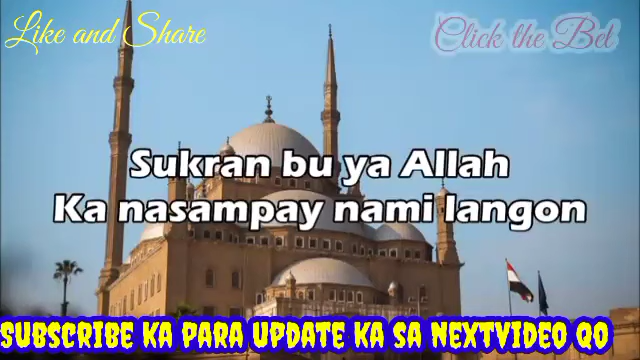 Like and Share
Click the Bel
Sukran bu ya Allah
Ka nasampay nami langon
SUBSCRIBE KA PARA UPDATE KA SA NEXTVIDEO QO